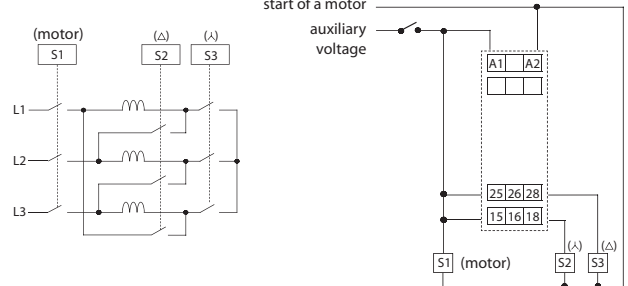 start of a motor
auxiliary
voltage
(motor) (△) (⅄)
S1 S2 S3
L1
L2
L3
A1 A2
25 26 28
15 16 18
(⅄) (△)
S1 (motor) S2 S3